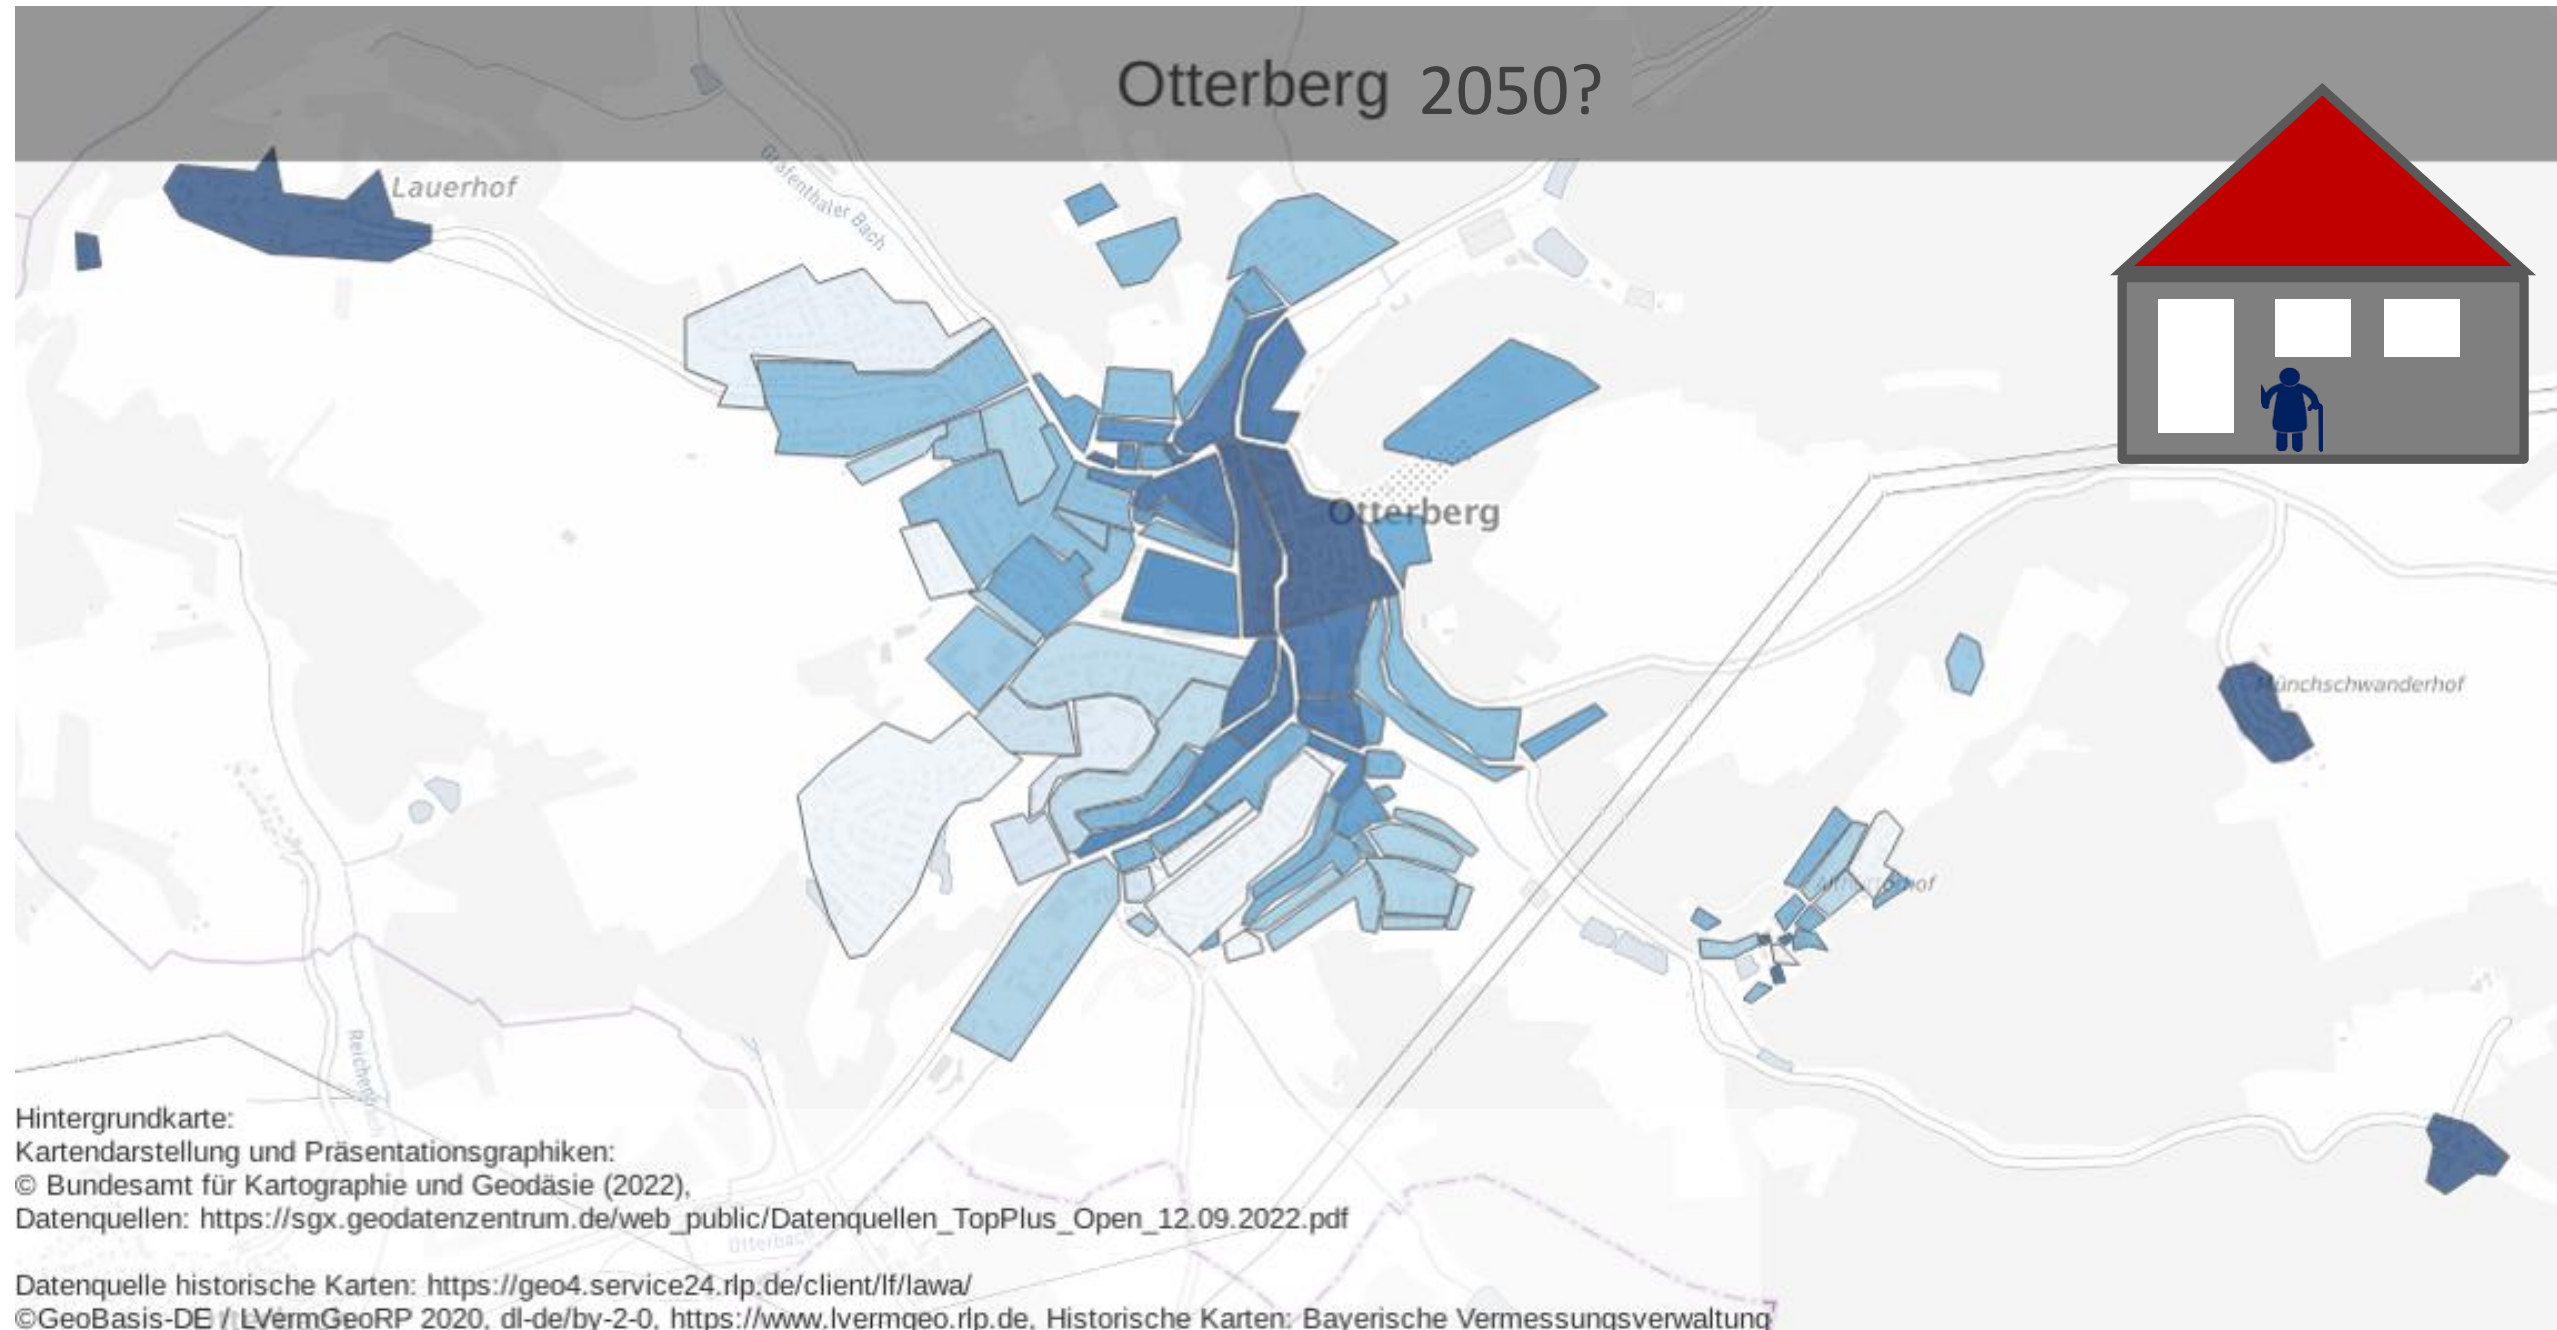 Otterberg 2050?
Lauerhof
Grafenthaler Bach
Otterberg
Münchschwanderhof
Hintergrundkarte:
Kartendarstellung und Präsentationsgraphiken:
© Bundesamt für Kartographie und Geodäsie (2022),
Datenquellen: https://sgx.geodatenzentrum.de/web_public/Datenquellen_TopPlus_Open_12.09.2022.pdf
Otterbach
Datenquelle historische Karten: https://geo4.service24.rlp.de/client/lf/lawa/
©GeoBasis-DE / LVermGeoRP 2020, dl-de/by-2-0, https://www.lvermgeo.rlp.de, Historische Karten: Bayerische Vermessungsverwaltung